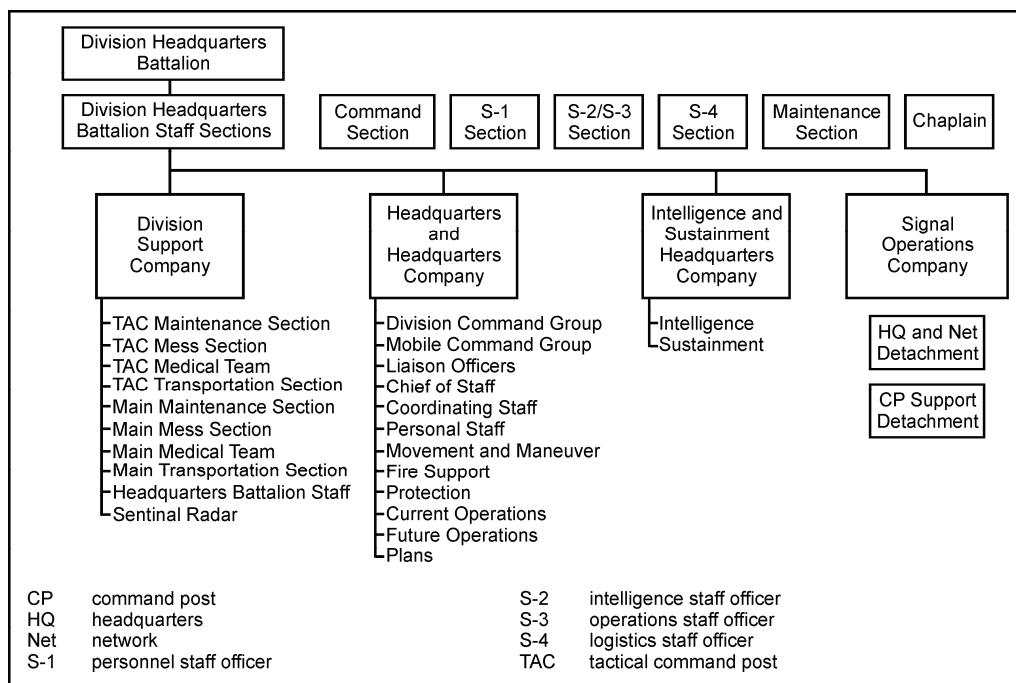 Division Headquarters
Battalion
Division Headquarters
Battalion Staff Sections
Command
Section
S-1
Section
S-2/S-3
Section
S-4
Section
Maintenance
Section
Chaplain
Division
Support
Company
Headquarters
and
Headquarters
Company
Intelligence and
Sustainment
Headquarters
Company
Signal
Operations
Company
TAC Maintenance Section
TAC Mess Section
TAC Medical Team
TAC Transportation Section
Main Maintenance Section
Main Mess Section
Main Medical Team
Main Transportation Section
Headquarters Battalion Staff
Sentinal Radar
Division Command Group
Mobile Command Group
Liaison Officers
Chief of Staff
Coordinating Staff
Personal Staff
Movement and Maneuver
Fire Support
Protection
Current Operations
Future Operations
Plans
Intelligence
Sustainment
HQ and Net
Detachment
CP Support
Detachment
CP command post
HQ headquarters
Net network
S-1 personnel staff officer
S-2 intelligence staff officer
S-3 operations staff officer
S-4 logistics staff officer
TAC tactical command post